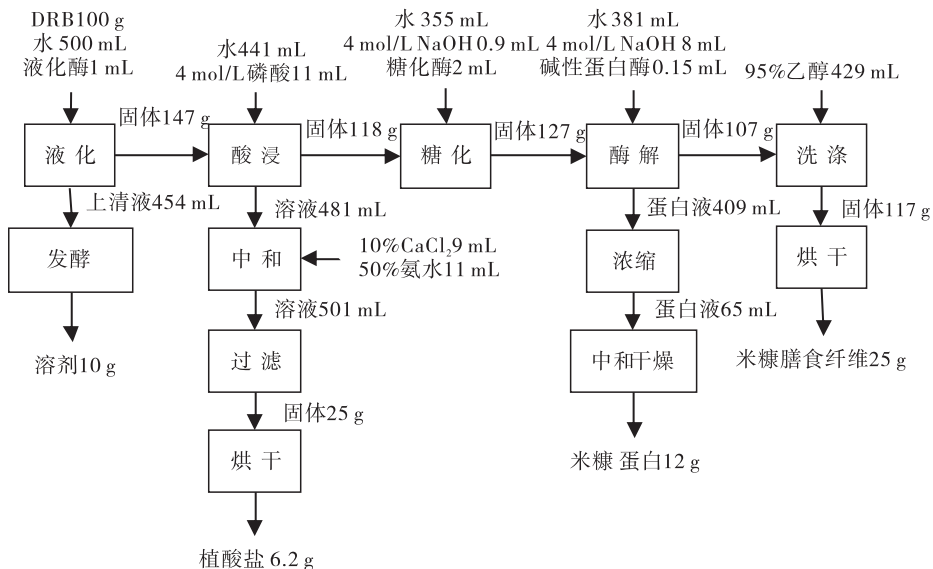 DRB100 g
水 500 mL
液化酶1 mL
水441 mL
4 mol/L磷酸11 mL
水 355 mL
4 mol/L NaOH 0.9 mL
糖化酶2 mL
水 381 mL
4 mol/L NaOH 8 mL
碱性蛋白酶0.15 mL
95%乙醇429 mL
固体147 g
固体118 g
固体127 g
固体107 g
液 化
酸 浸
糖 化
酶 解
洗 涤
上清液454 mL
溶液481 mL
蛋白液409 mL
固体117 g
发酵
中 和
10%CaCl₂9 mL
50%氨水11 mL
浓缩
烘 干
溶液501 mL
蛋白液65 mL
溶剂10 g
过 滤
中和干燥
米糠膳食纤维25 g
固体25 g
烘 干
米糠 蛋白12 g
植酸盐 6.2 g